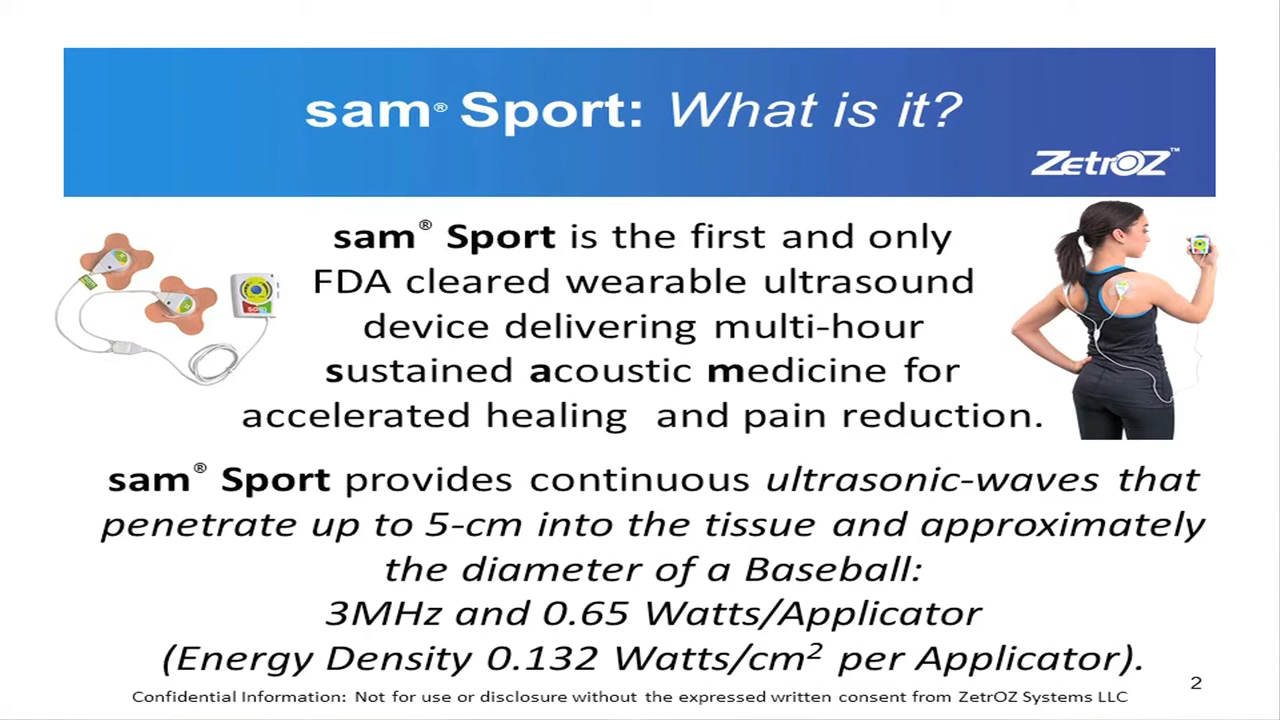 sam® Sport: What is it?
ZetrOZ™
sam® Sport is the first and only
FDA cleared wearable ultrasound
device delivering multi-hour
sustained acoustic medicine for
accelerated healing and pain reduction.
sam® Sport provides continuous ultrasonic-waves that
penetrate up to 5-cm into the tissue and approximately
the diameter of a Baseball:
3MHz and 0.65 Watts/Applicator
(Energy Density 0.132 Watts/cm² per Applicator).
Confidential Information: Not for use or disclosure without the expressed written consent from ZetrOZ Systems LLC
2